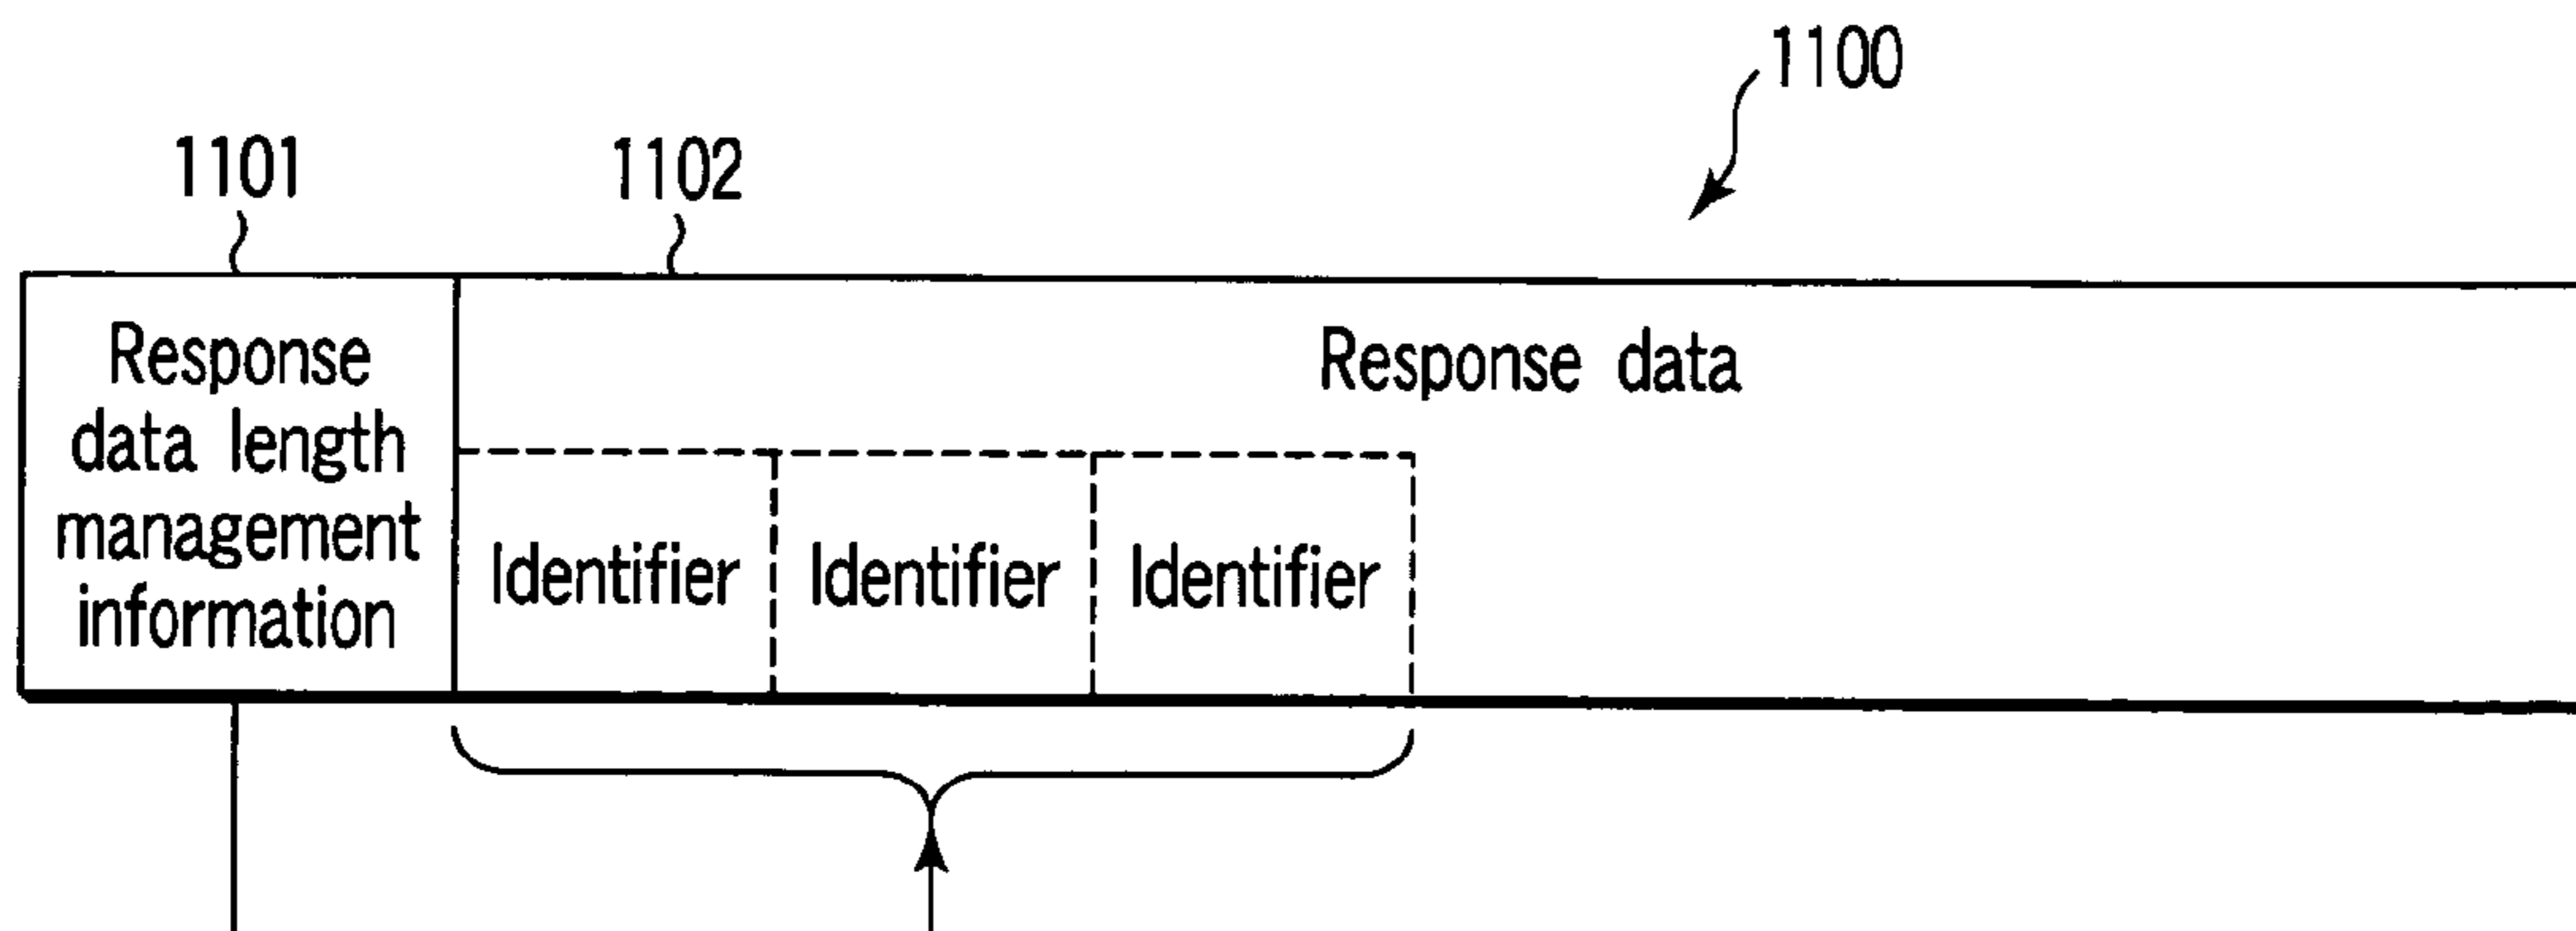 1100
1101
1102
Response
data length
management
information
Response data
Identifier
Identifier
Identifier